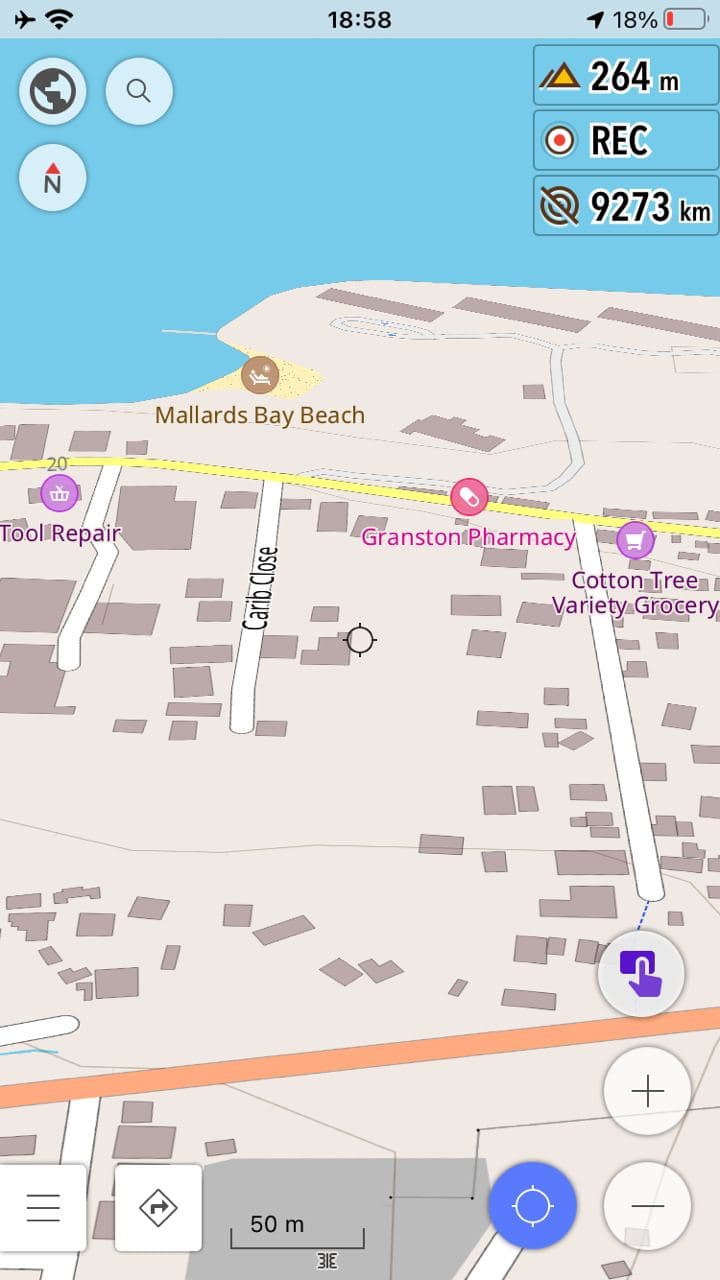 18:58
18%
264 m
REC
9273 km
N
Mallards Bay Beach
20
Tool Repair
Granston Pharmacy
Cotton Tree
Variety Grocery
Carib Close
50 m